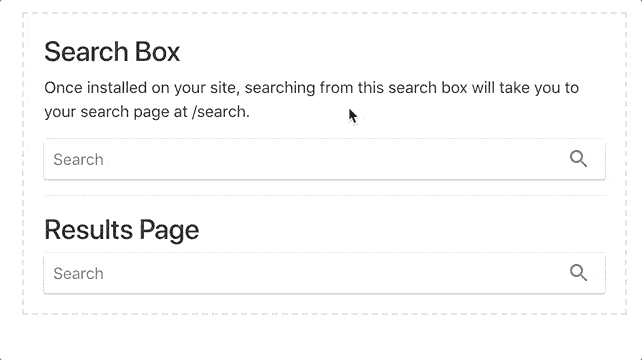 Search Box
Once installed on your site, searching from this search box will take you to
your search page at /search.
Search
Results Page
Search